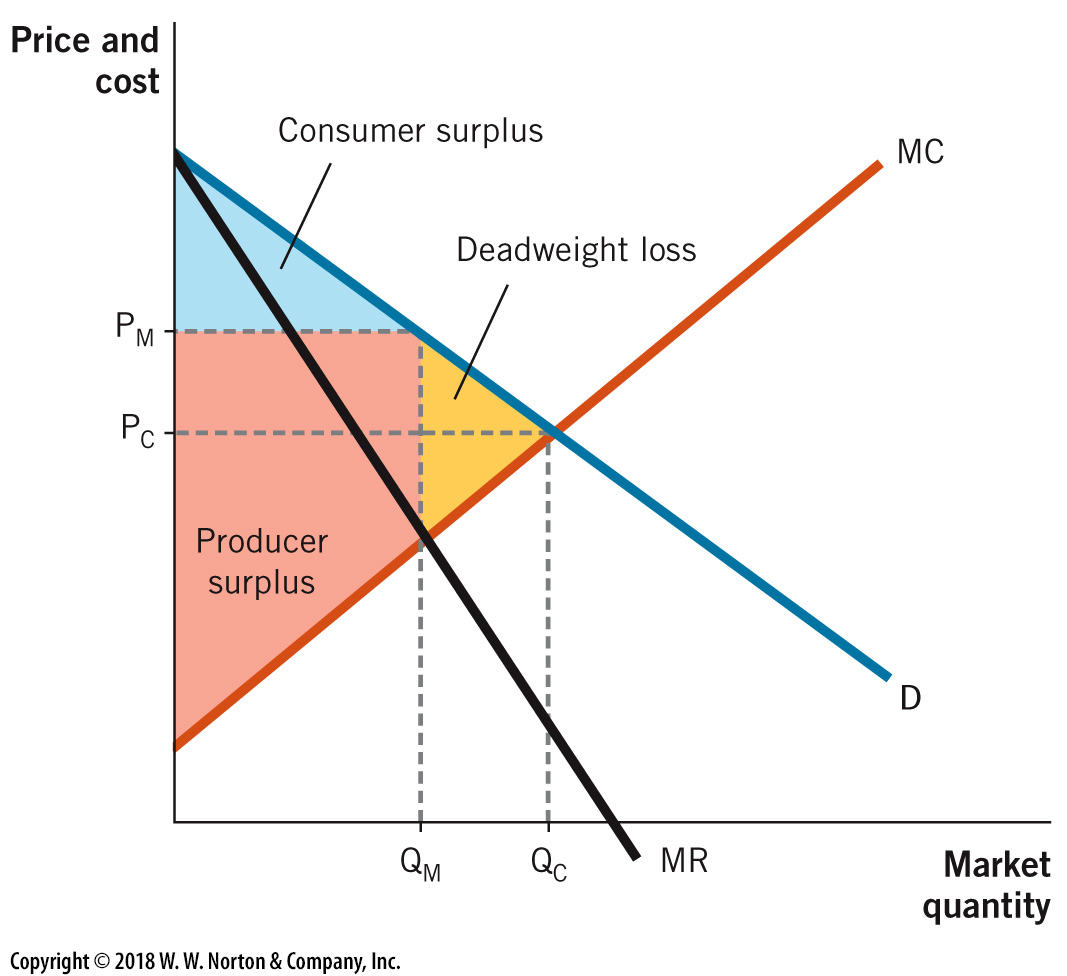 Price and
cost
Consumer surplus
MC
Deadweight loss
P_M
P_C
Producer
surplus
D
Q_M
Q_C
MR
Market
quantity
Copyright © 2018 W. W. Norton & Company, Inc.